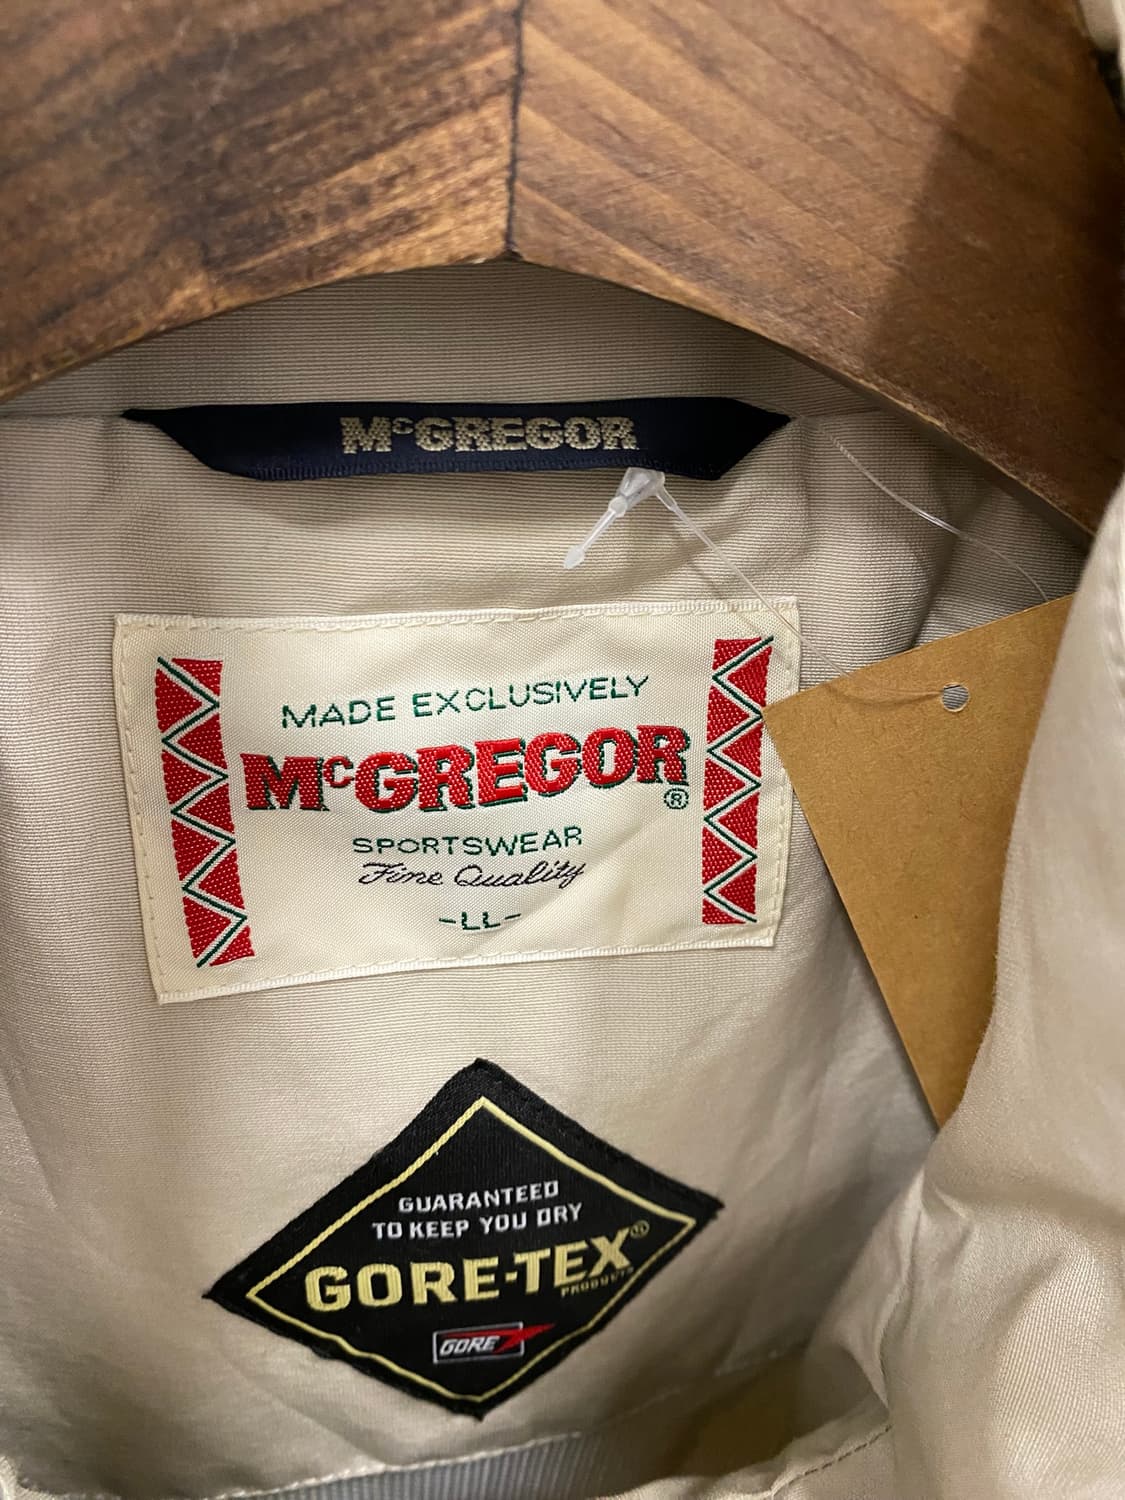 McGREGOR
MADE EXCLUSIVELY
McGREGOR
®
SPORTSWEAR
Fine Quality
-LL-
GUARANTEED
TO KEEP YOU DRY
GORE-TEX®
PRODUCTS
GORE